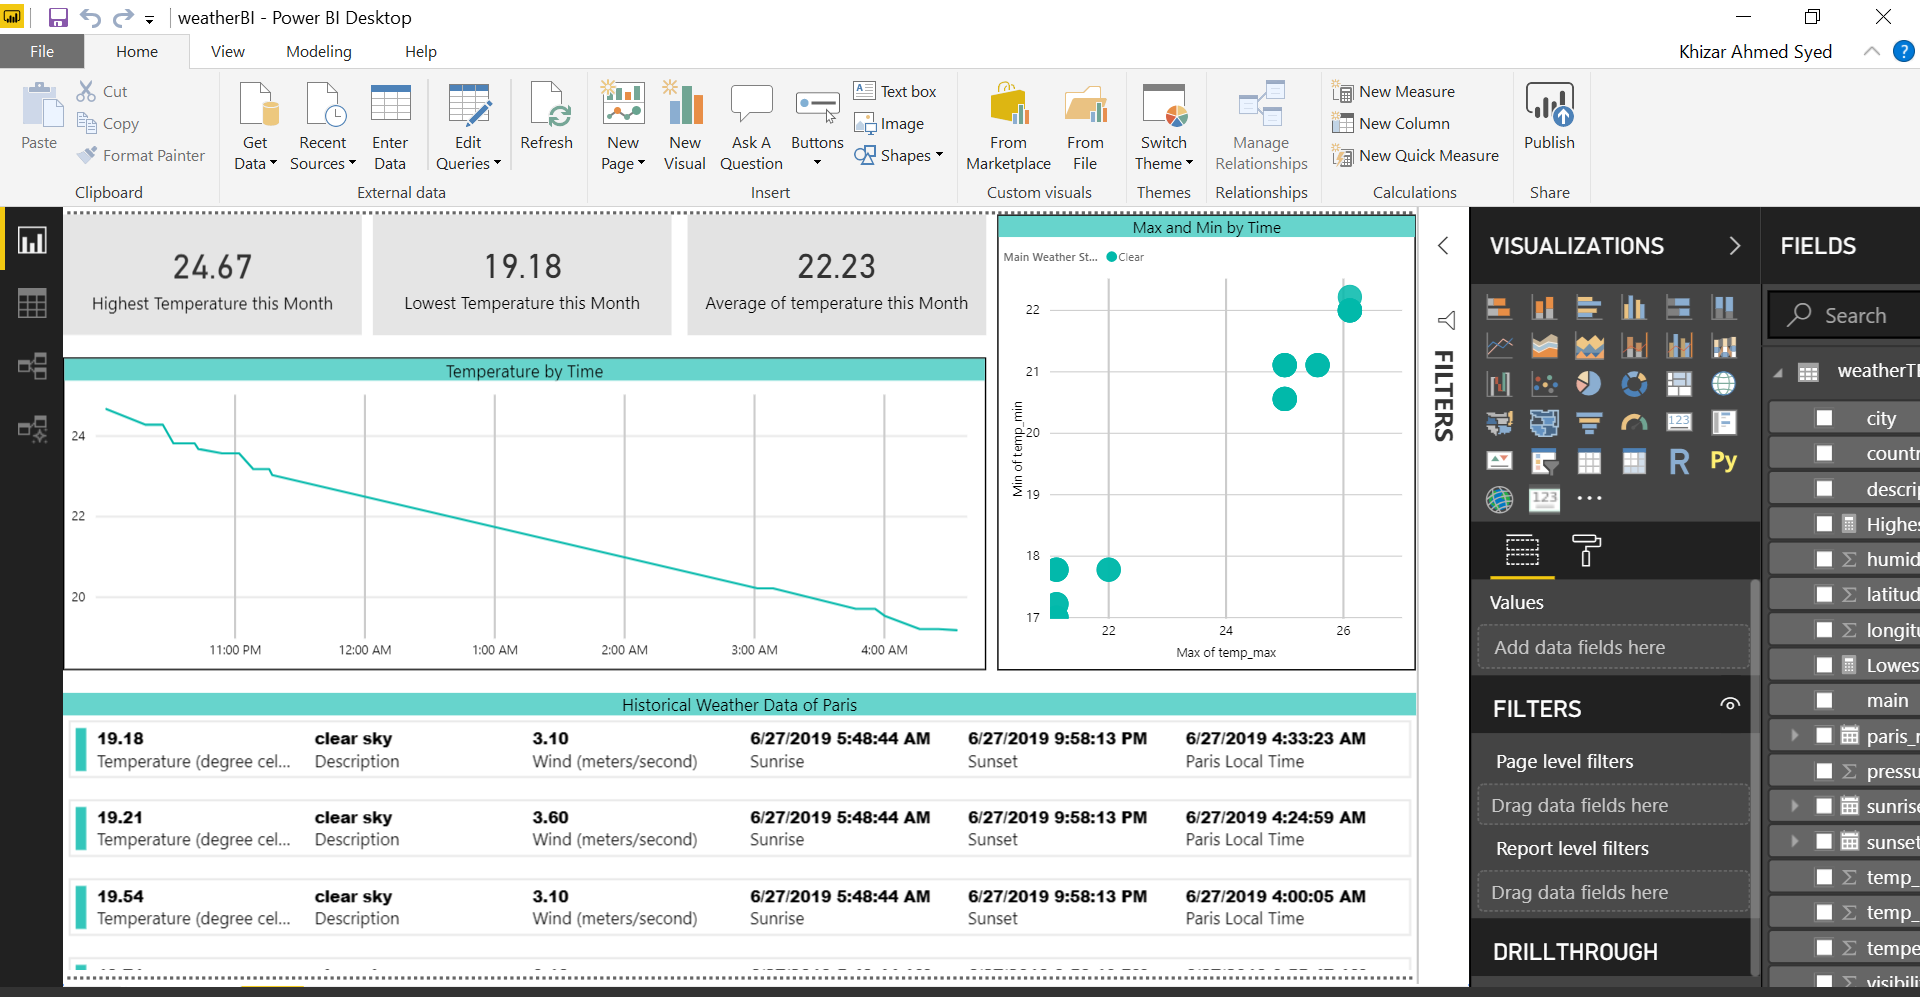 weatherBI - Power BI Desktop
File Home View Modeling Help
Khizar Ahmed Syed
?
Paste
Cut
Copy
Format Painter
Clipboard
Get Data
Recent Sources
Enter Data
Edit Queries
Refresh
External data
New Page
New Visual
Ask A Question
Buttons
Text box
Image
Shapes
Insert
From Marketplace
From File
Custom visuals
Switch Theme
Themes
Manage Relationships
Relationships
New Measure
New Column
New Quick Measure
Calculations
Publish
Share
24.67
Highest Temperature this Month
19.18
Lowest Temperature this Month
22.23
Average of temperature this Month
Max and Min by Time
Main Weather St... Clear
22
21
20
19
18
17
Min of temp_min
22 24 26
Max of temp_max
Temperature by Time
24
22
20
11:00 PM 12:00 AM 1:00 AM 2:00 AM 3:00 AM 4:00 AM
Historical Weather Data of Paris
19.18 clear sky 3.10 6/27/2019 5:48:44 AM 6/27/2019 9:58:13 PM 6/27/2019 4:33:23 AM
Temperature (degree cel... Description Wind (meters/second) Sunrise Sunset Paris Local Time
19.21 clear sky 3.60 6/27/2019 5:48:44 AM 6/27/2019 9:58:13 PM 6/27/2019 4:24:59 AM
Temperature (degree cel... Description Wind (meters/second) Sunrise Sunset Paris Local Time
19.54 clear sky 3.10 6/27/2019 5:48:44 AM 6/27/2019 9:58:13 PM 6/27/2019 4:00:05 AM
Temperature (degree cel... Description Wind (meters/second) Sunrise Sunset Paris Local Time
FILTERS
VISUALIZATIONS
123
R
Py
123
Values
Add data fields here
FILTERS
Page level filters
Drag data fields here
Report level filters
Drag data fields here
DRILLTHROUGH
FIELDS
Search
weatherTE
city
countr
descrip
Highes
humid
latitud
longitu
Lowes
main
paris_r
pressu
sunrise
sunset
temp_
temp_
tempe
visibili